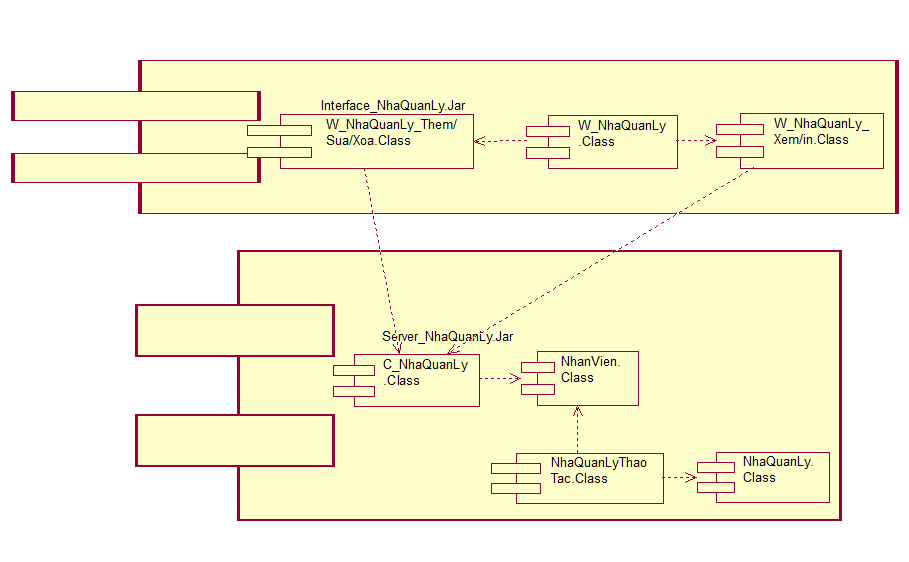 Interface_NhaQuanLy.Jar
W_NhaQuanLy_Them/
Sua/Xoa.Class
W_NhaQuanLy
.Class
W_NhaQuanLy_
Xem/in.Class
Server_NhaQuanLy.Jar
C_NhaQuanLy
.Class
NhanVien.
Class
NhaQuanLyThao
Tac.Class
NhaQuanLy.
Class